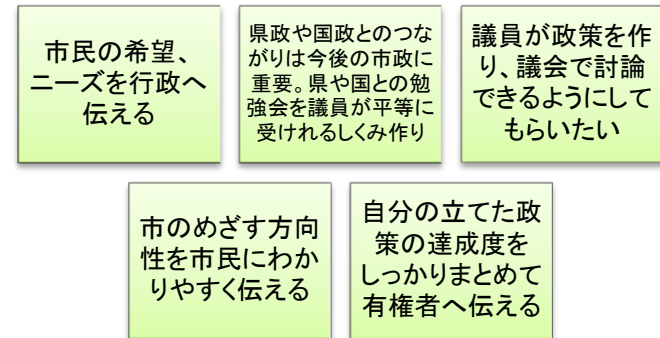 市民の希望、
ニーズを行政へ
伝える
県政や国政とのつな
がりは今後の市政に
重要。県や国との勉
強会を議員が平等に
受けれるしくみ作り
議員が政策を作
り、議会で討論
できるようにして
もらいたい
市のめざす方向
性を市民にわか
りやすく伝える
自分の立てた政
策の達成度を
しっかりまとめて
有権者へ伝える